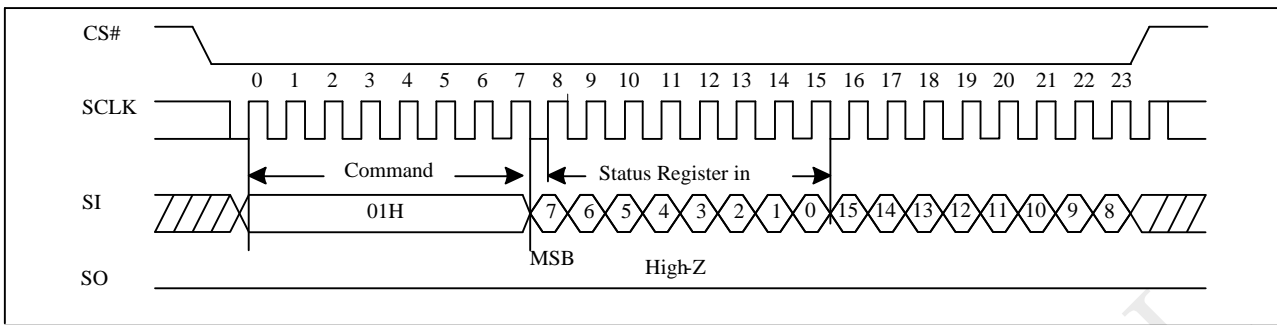 CS#
0 1 2 3 4 5 6 7 8 9 10 11 12 13 14 15 16 17 18 19 20 21 22 23
SCLK
Command
Status Register in
SI
01H
7 6 5 4 3 2 1 0 15 14 13 12 11 10 9 8
MSB
High-Z
SO